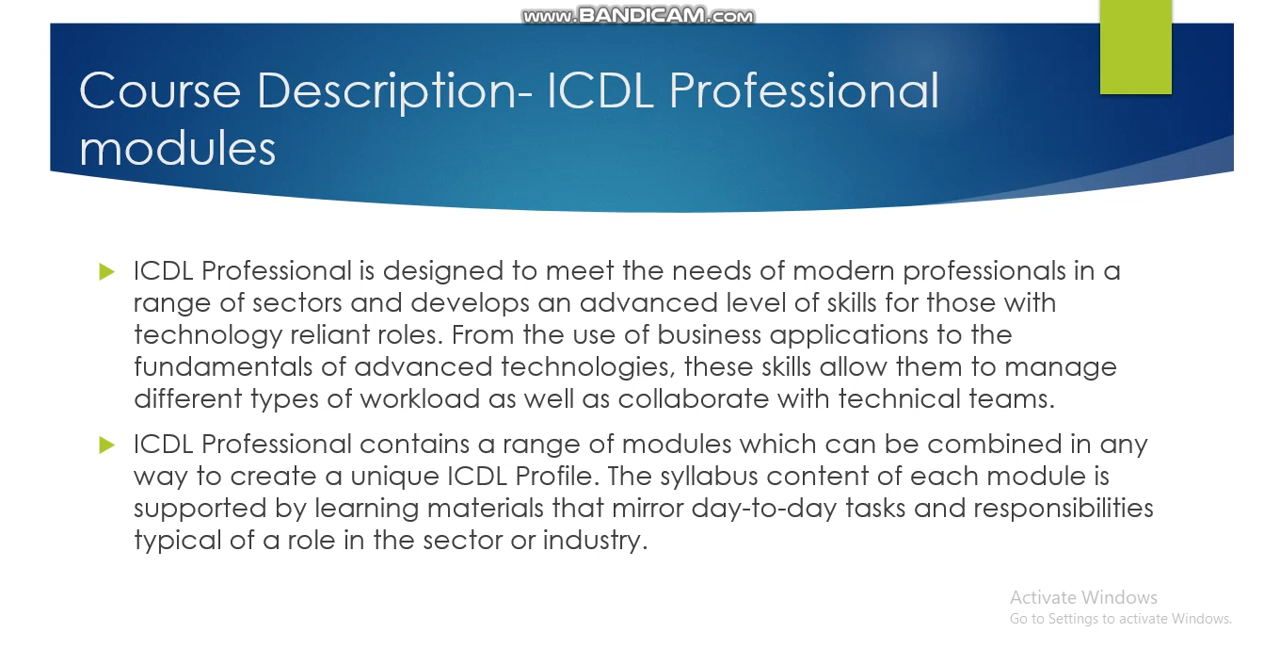 www.BANDICAM.com
Course Description- ICDL Professional
modules
ICDL Professional is designed to meet the needs of modern professionals in a
range of sectors and develops an advanced level of skills for those with
technology reliant roles. From the use of business applications to the
fundamentals of advanced technologies, these skills allow them to manage
different types of workload as well as collaborate with technical teams.
ICDL Professional contains a range of modules which can be combined in any
way to create a unique ICDL Profile. The syllabus content of each module is
supported by learning materials that mirror day-to-day tasks and responsibilities
typical of a role in the sector or industry.
Activate Windows
Go to Settings to activate Windows.